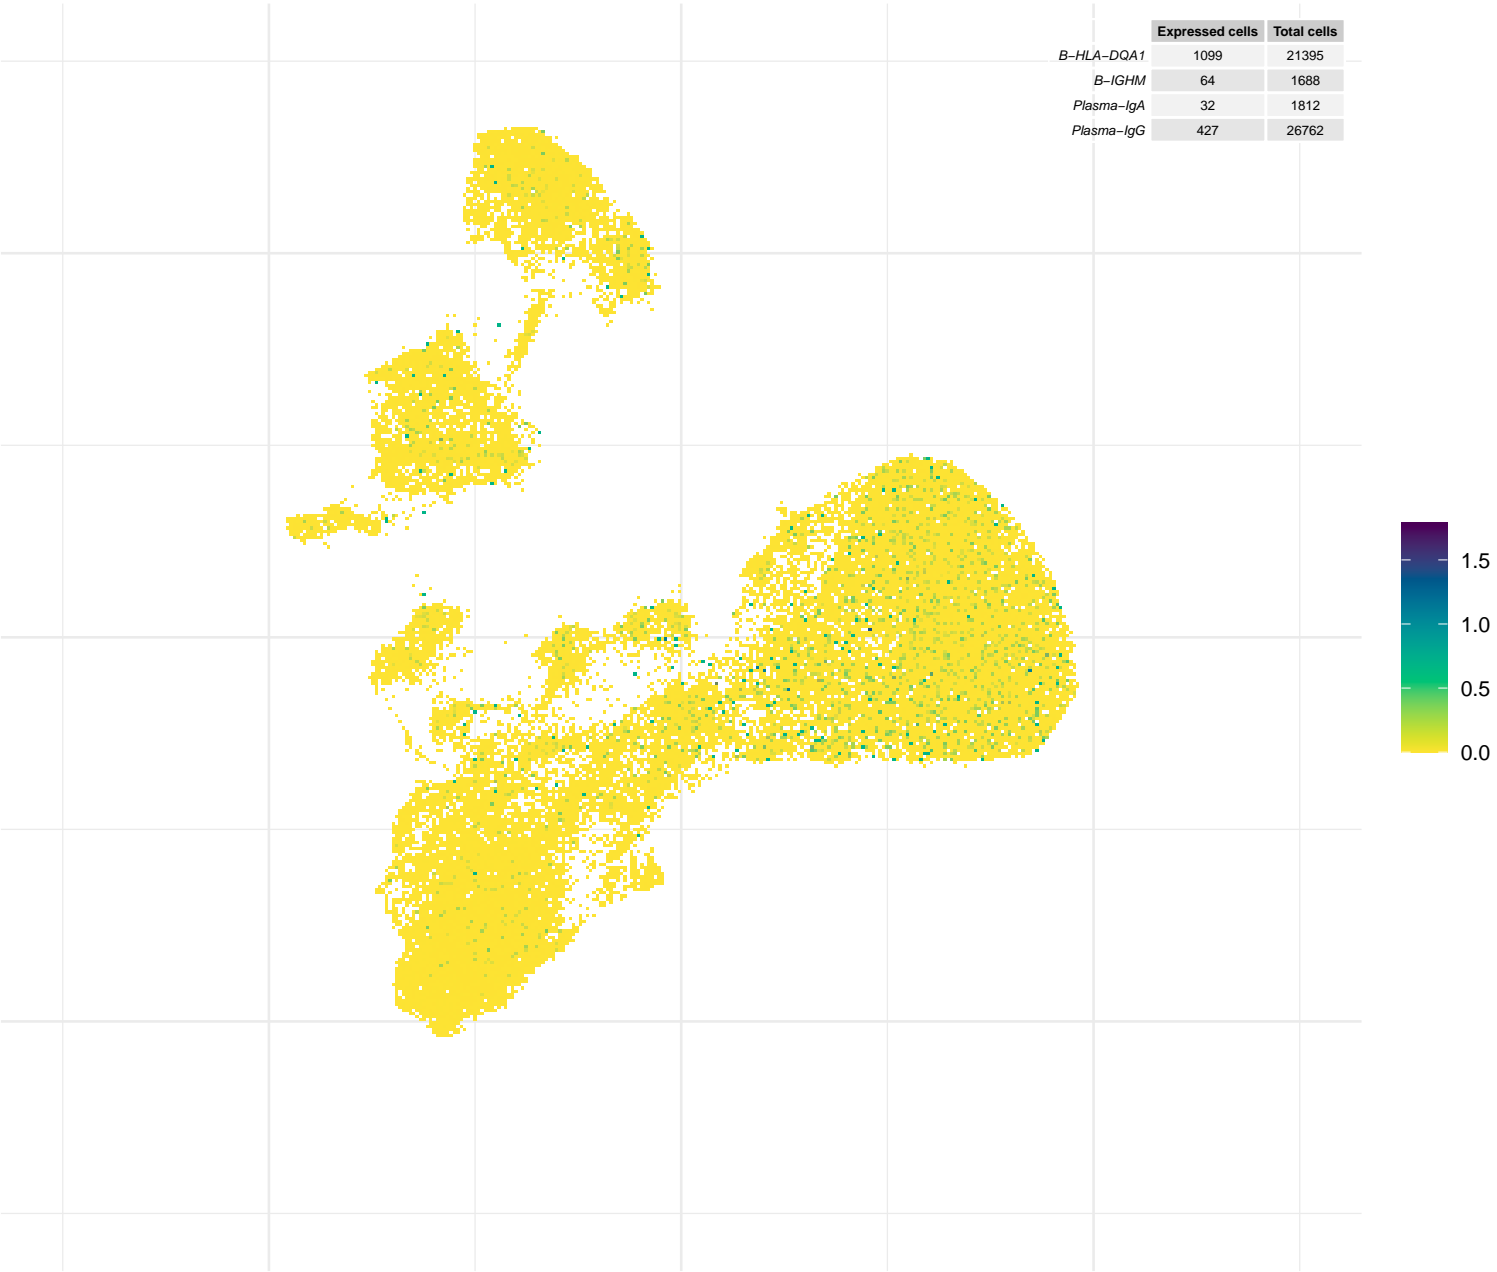 Expressed cells Total cells
B-HLA-DQA1 1099 21395
B-IGHM 64 1688
Plasma-IgA 32 1812
Plasma-IgG 427 26762
1.5
1.0
0.5
0.0